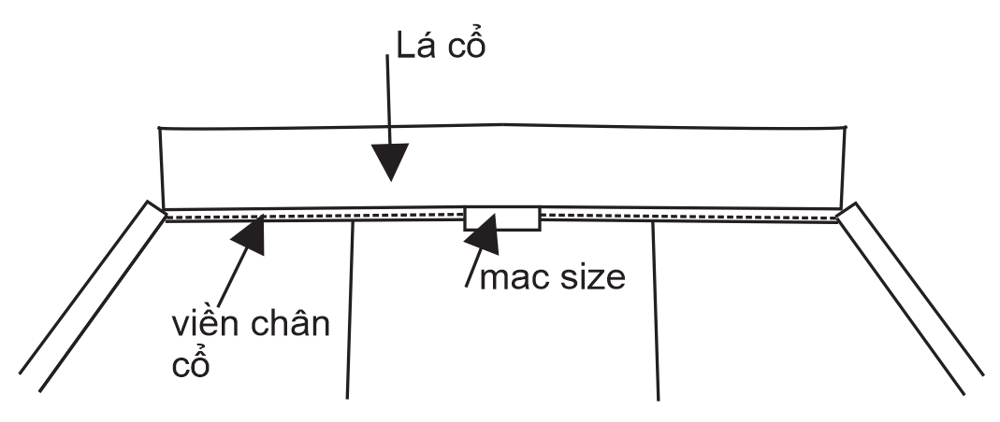 Lá cổ
mac size
viền chân
cổ